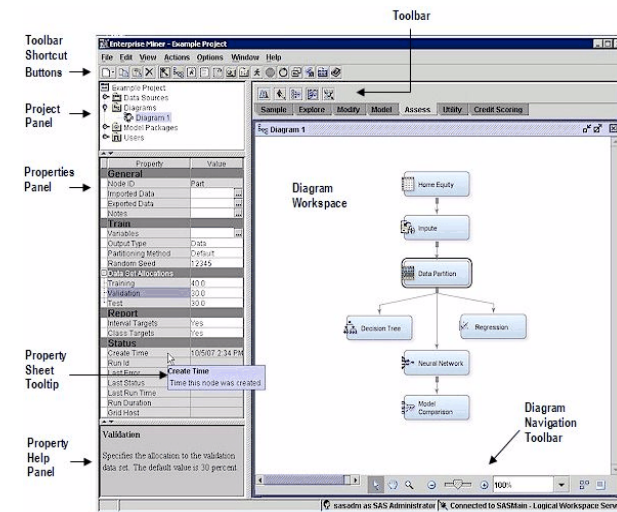 Toolbar
Toolbar
Shortcut
Buttons
Enterprise Miner - Example Project
File Edit View Actions Options Window Help
Project
Panel
Example Project
Data Sources
Diagrams
Diagram 1
Model Packages
Users
Sample Explore Modify Model Assess Utility Credit Scoring
Diagram 1
Properties
Panel
Property Value
General
Node ID Part
Imported Data ...
Exported Data ...
Notes ...
Train
Variables ...
Output Type Data
Partitioning Method Default
Random Seed 12345
Data Set Allocations
Training 40.0
Validation 30.0
Test 30.0
Report
Interval Targets Yes
Class Targets Yes
Status
Create Time 10/5/07 2:34 PM
Run Id
Last Error
Last Status
Last Run Time
Run Duration
Grid Host
Property
Sheet
Tooltip
Create Time
Time this node was created
Diagram
Workspace
Home Equity
Impute
Data Partition
Decision Tree
Regression
Neural Network
Model
Comparison
Diagram
Navigation
Toolbar
Property
Help
Panel
Validation
Specifies the allocation to the validation
data set. The default value is 30 percent.
100%
sasadm as SAS Administrator Connected to SASMain - Logical Workspace Serv